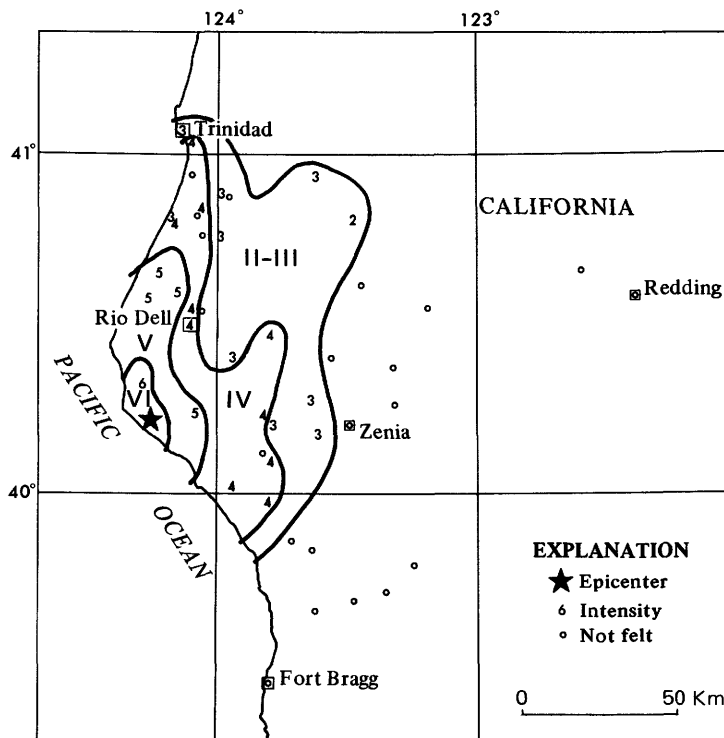 124° 123°
3 Trinidad
4
41°
3
3
3 4
4
3
2
CALIFORNIA
II-III
5
5
5
Redding
4
Rio Dell 4
V
4
3
PACIFIC
6
VI
IV
3
5
4
3
3
Zenia
4
4
4
40°
OCEAN
EXPLANATION
Epicenter
6 Intensity
Not felt
Fort Bragg
0 50 Km